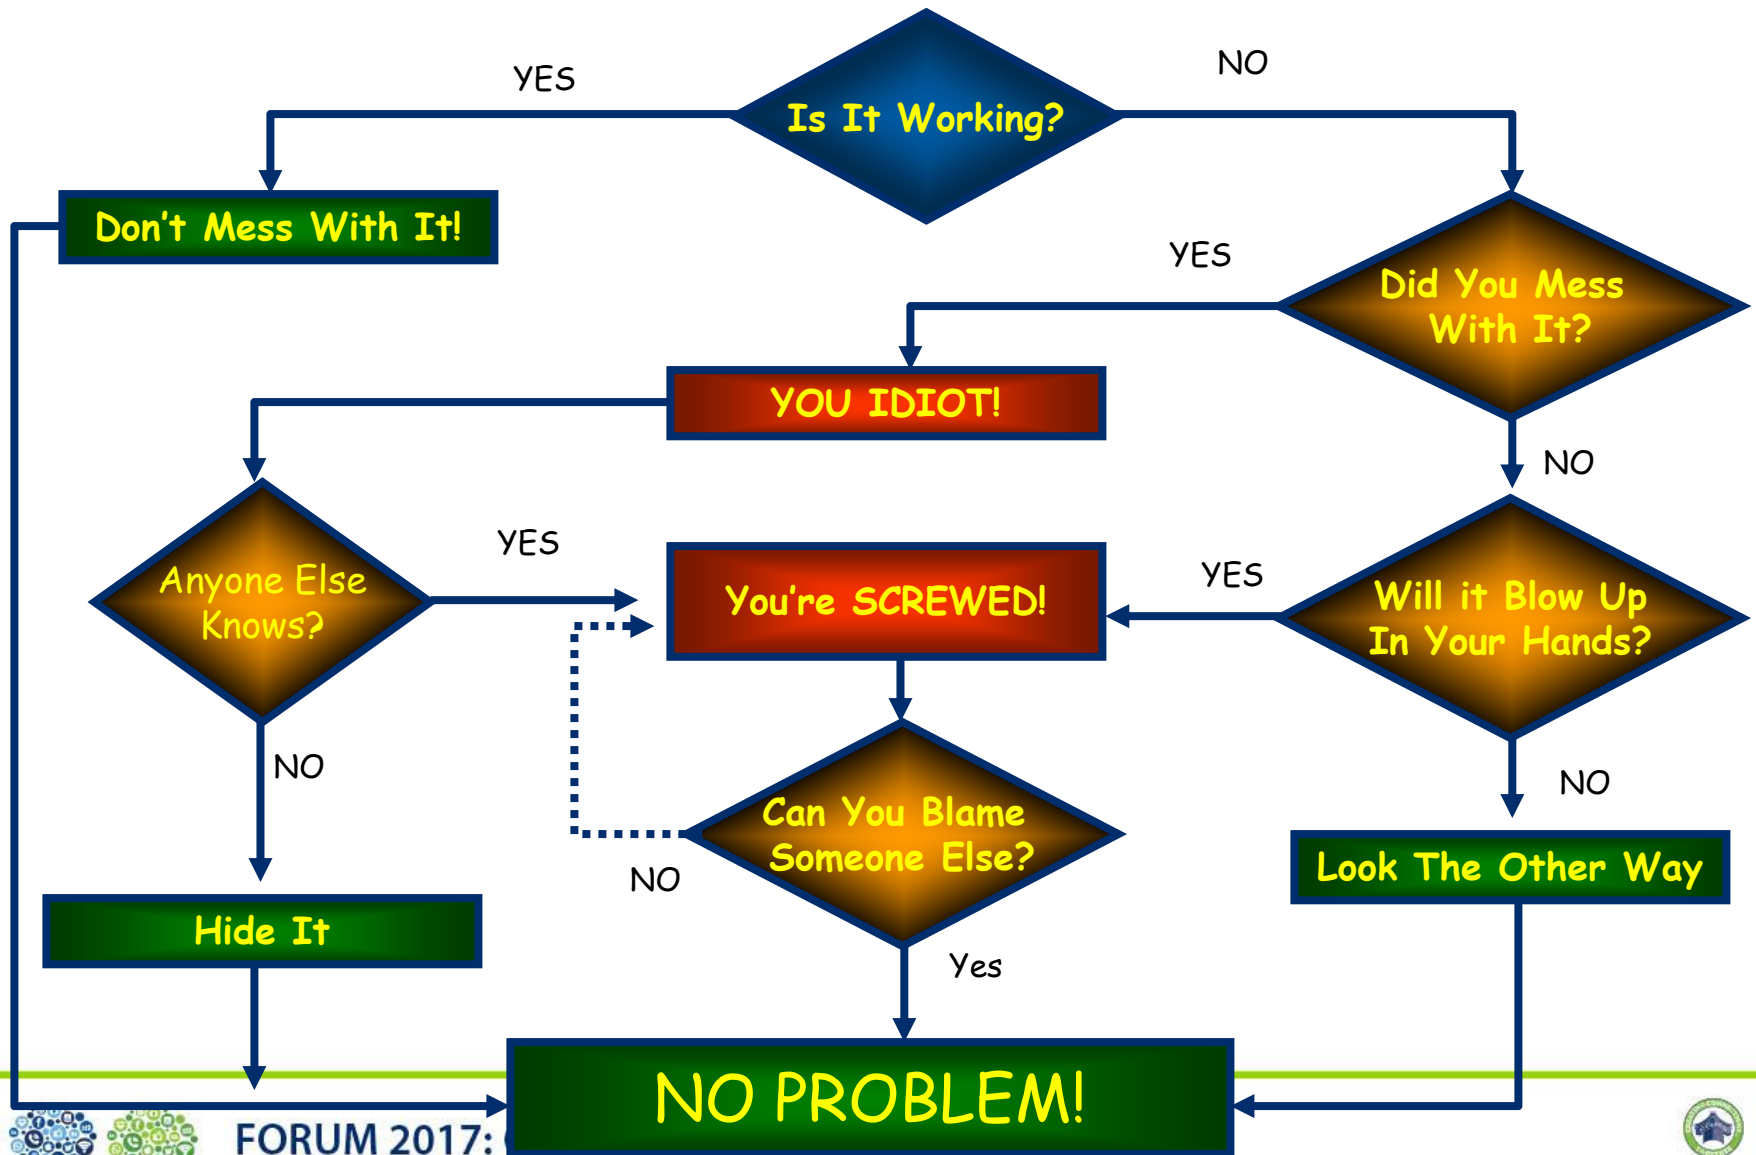 YES
NO
Is It Working?
Don't Mess With It!
YES
Did You Mess
With It?
YOU IDIOT!
NO
YES
Anyone Else
Knows?
You're SCREWED!
YES
Will it Blow Up
In Your Hands?
NO
NO
Can You Blame
Someone Else?
NO
Look The Other Way
Hide It
Yes
NO PROBLEM!
FORUM 2017: